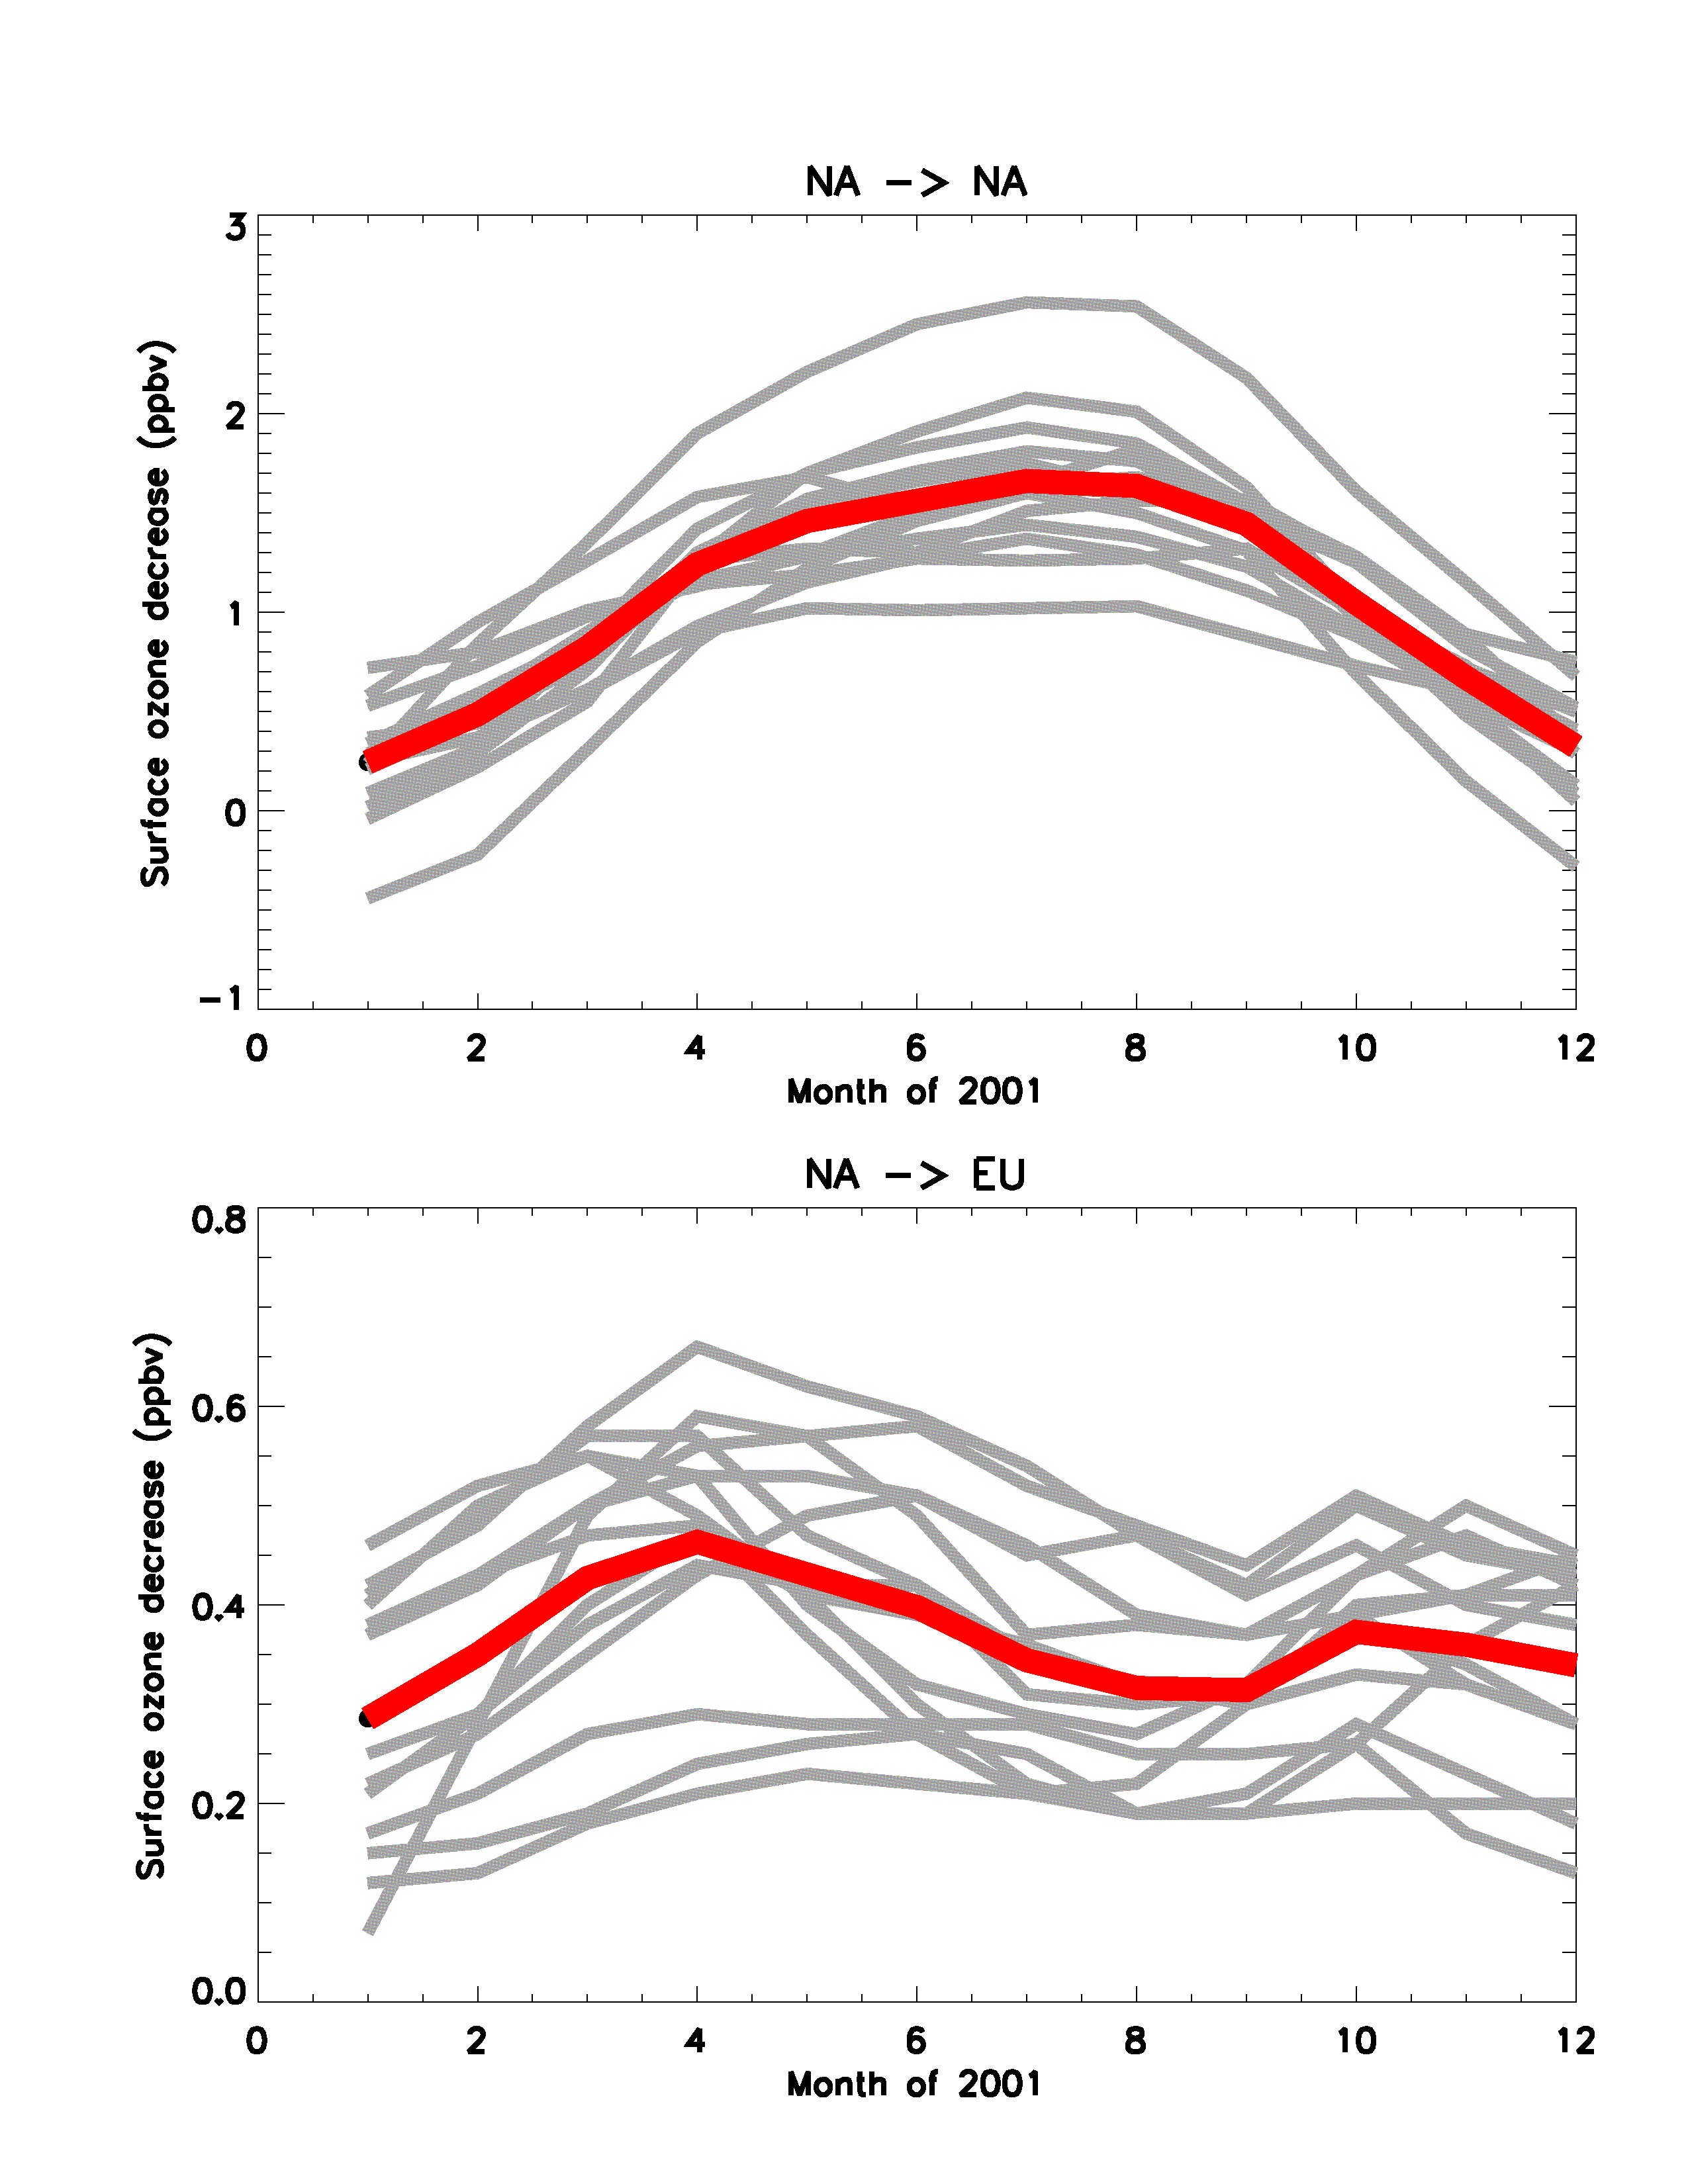 NA -> NA
3
2
1
0
-1
Surface ozone decrease (ppbv)
0 2 4 6 8 10 12
Month of 2001
NA -> EU
0.8
0.6
0.4
0.2
0.0
Surface ozone decrease (ppbv)
0 2 4 6 8 10 12
Month of 2001